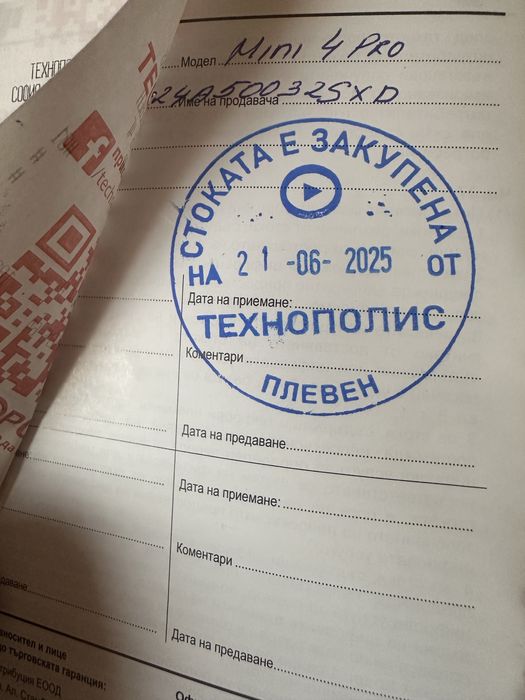 Модел Mini 4 PRO
Име на продавача
СТОКАТА Е ЗАКУПЕНА
НА 21 -06- 2025 ОТ
Дата на приемане:
ТЕХНОПОЛИС
Коментари
ПЛЕВЕН
Дата на предаване
Дата на приемане:
Коментари
Дата на предаване